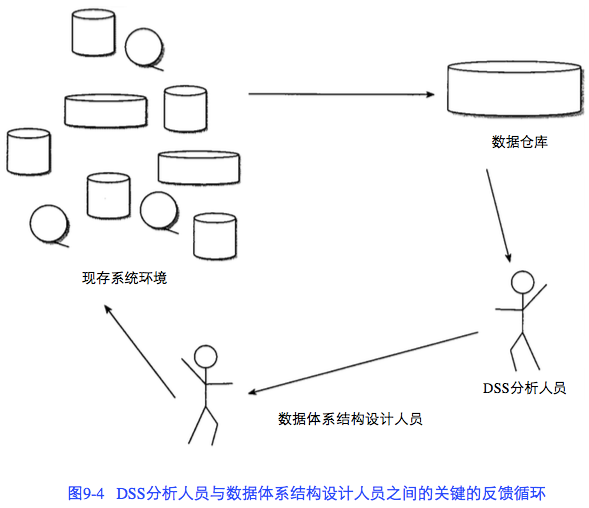 数据仓库
现存系统环境
DSS分析人员
数据体系结构设计人员
图9-4 DSS分析人员与数据体系结构设计人员之间的关键的反馈循环